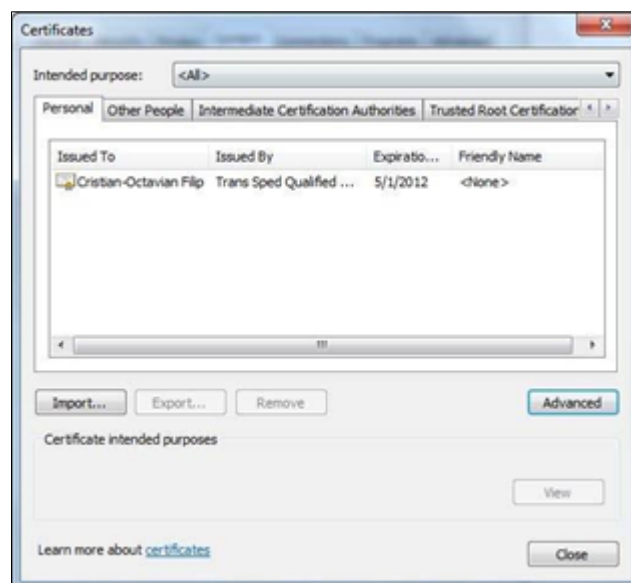 Certificates
Intended purpose: <All>
Personal Other People Intermediate Certification Authorities Trusted Root Certification
Issued To Issued By Expiratio... Friendly Name
Cristian-Octavian Filip Trans Sped Qualified ... 5/1/2012 <None>
Import... Export... Remove Advanced
Certificate intended purposes
View
Learn more about certificates
Close